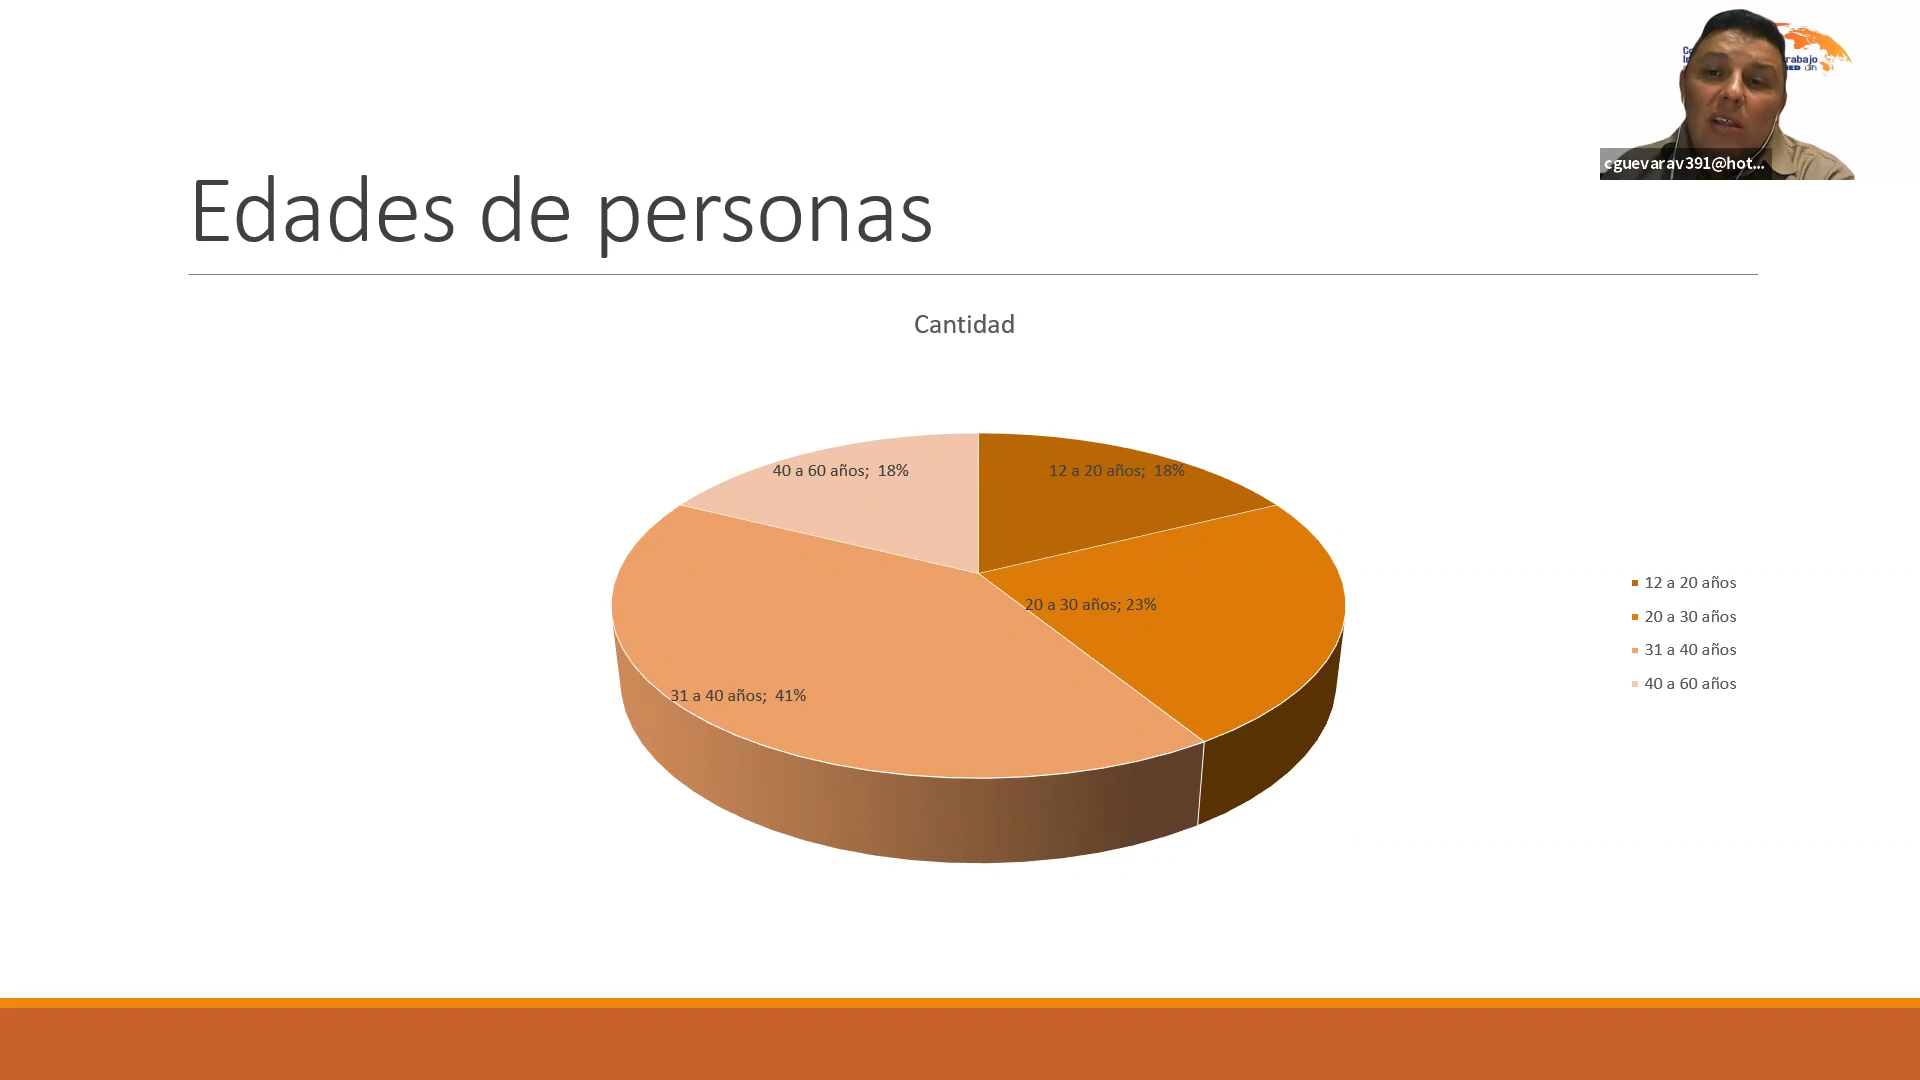 rabajo
cguevarav391@hot...
Edades de personas
Cantidad
40 a 60 años; 18%
12 a 20 años; 18%
20 a 30 años; 23%
31 a 40 años; 41%
12 a 20 años
20 a 30 años
31 a 40 años
40 a 60 años